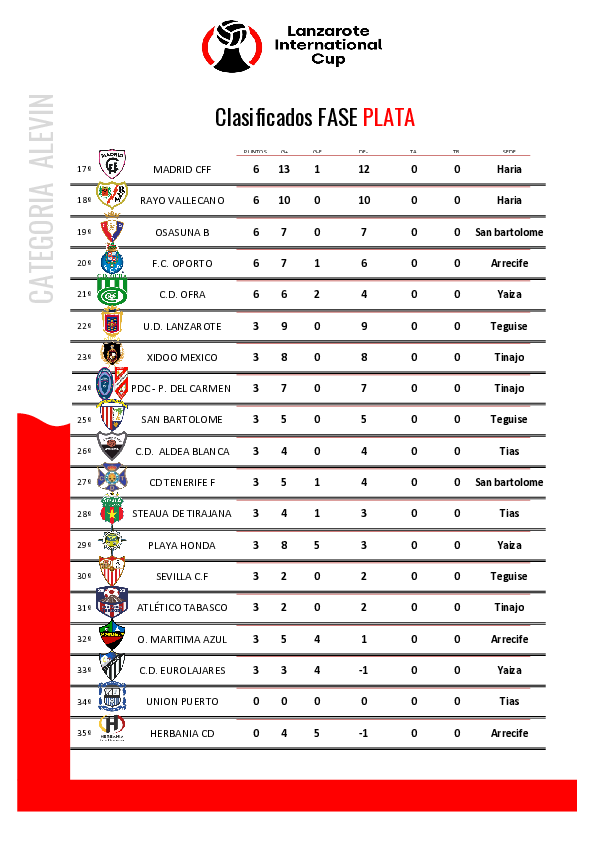 Lanzarote
International
Cup
CATEGORIA ALEVIN
Clasificados FASE PLATA
PUNTOS G+ G-E DE- TA TR SEDE
17º MADRID CFF 6 13 1 12 0 0 Haria
18º RAYO VALLECANO 6 10 0 10 0 0 Haria
19º OSASUNA B 6 7 0 7 0 0 San bartolome
20º F.C. OPORTO 6 7 1 6 0 0 Arrecife
21º C.D. OFRA 6 6 2 4 0 0 Yaiza
22º U.D. LANZAROTE 3 9 0 9 0 0 Teguise
23º XIDOO MEXICO 3 8 0 8 0 0 Tinajo
24º PDC - P. DEL CARMEN 3 7 0 7 0 0 Tinajo
25º SAN BARTOLOME 3 5 0 5 0 0 Teguise
26º C.D. ALDEA BLANCA 3 4 0 4 0 0 Tias
27º CD TENERIFE F 3 5 1 4 0 0 San bartolome
28º STEAUA DE TIRAJANA 3 4 1 3 0 0 Tias
29º PLAYA HONDA 3 8 5 3 0 0 Yaiza
30º SEVILLA C.F 3 2 0 2 0 0 Teguise
31º ATLÉTICO TABASCO 3 2 0 2 0 0 Tinajo
32º O. MARITIMA AZUL 3 5 4 1 0 0 Arrecife
33º C.D. EUROLAJARES 3 3 4 -1 0 0 Yaiza
34º UNION PUERTO 0 0 0 0 0 0 Tias
35º HERBANIA CD 0 4 5 -1 0 0 Arrecife